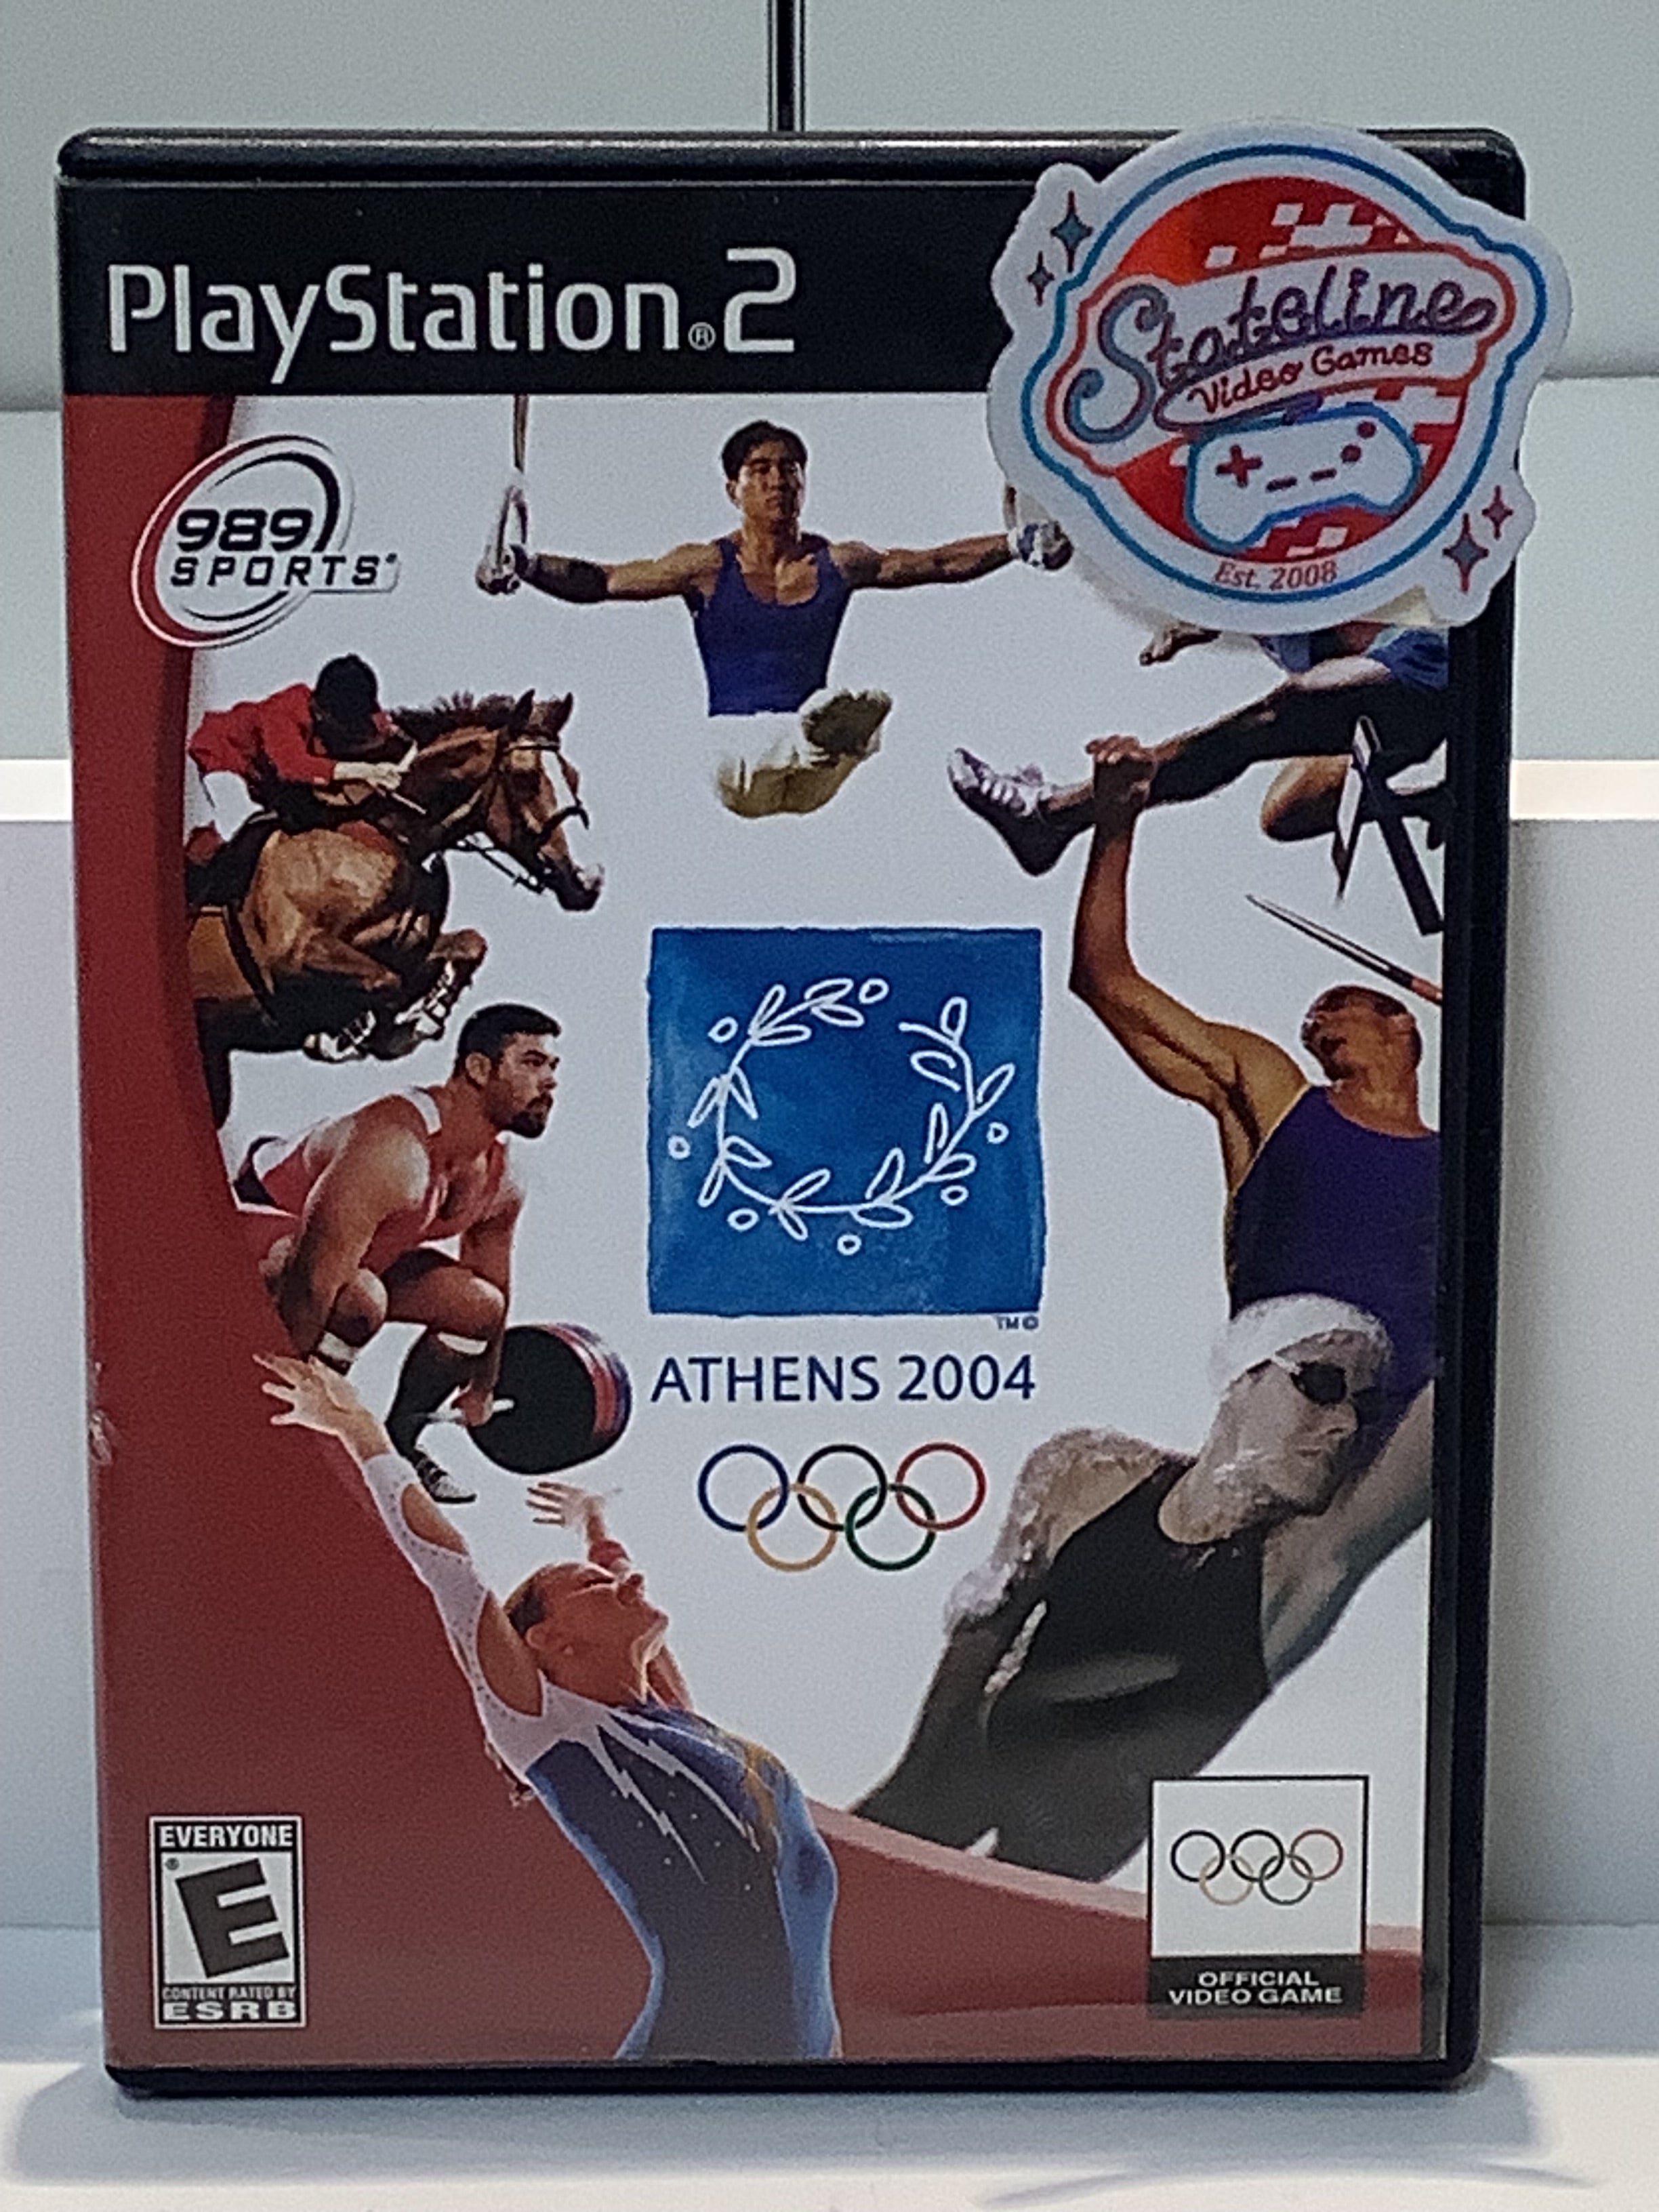 PlayStation®2
Stateline
Video Games
Est. 2008
989
SPORTS
TM ©
ATHENS 2004
EVERYONE
E
®
CONTENT RATED BY
ESRB
OFFICIAL
VIDEO GAME